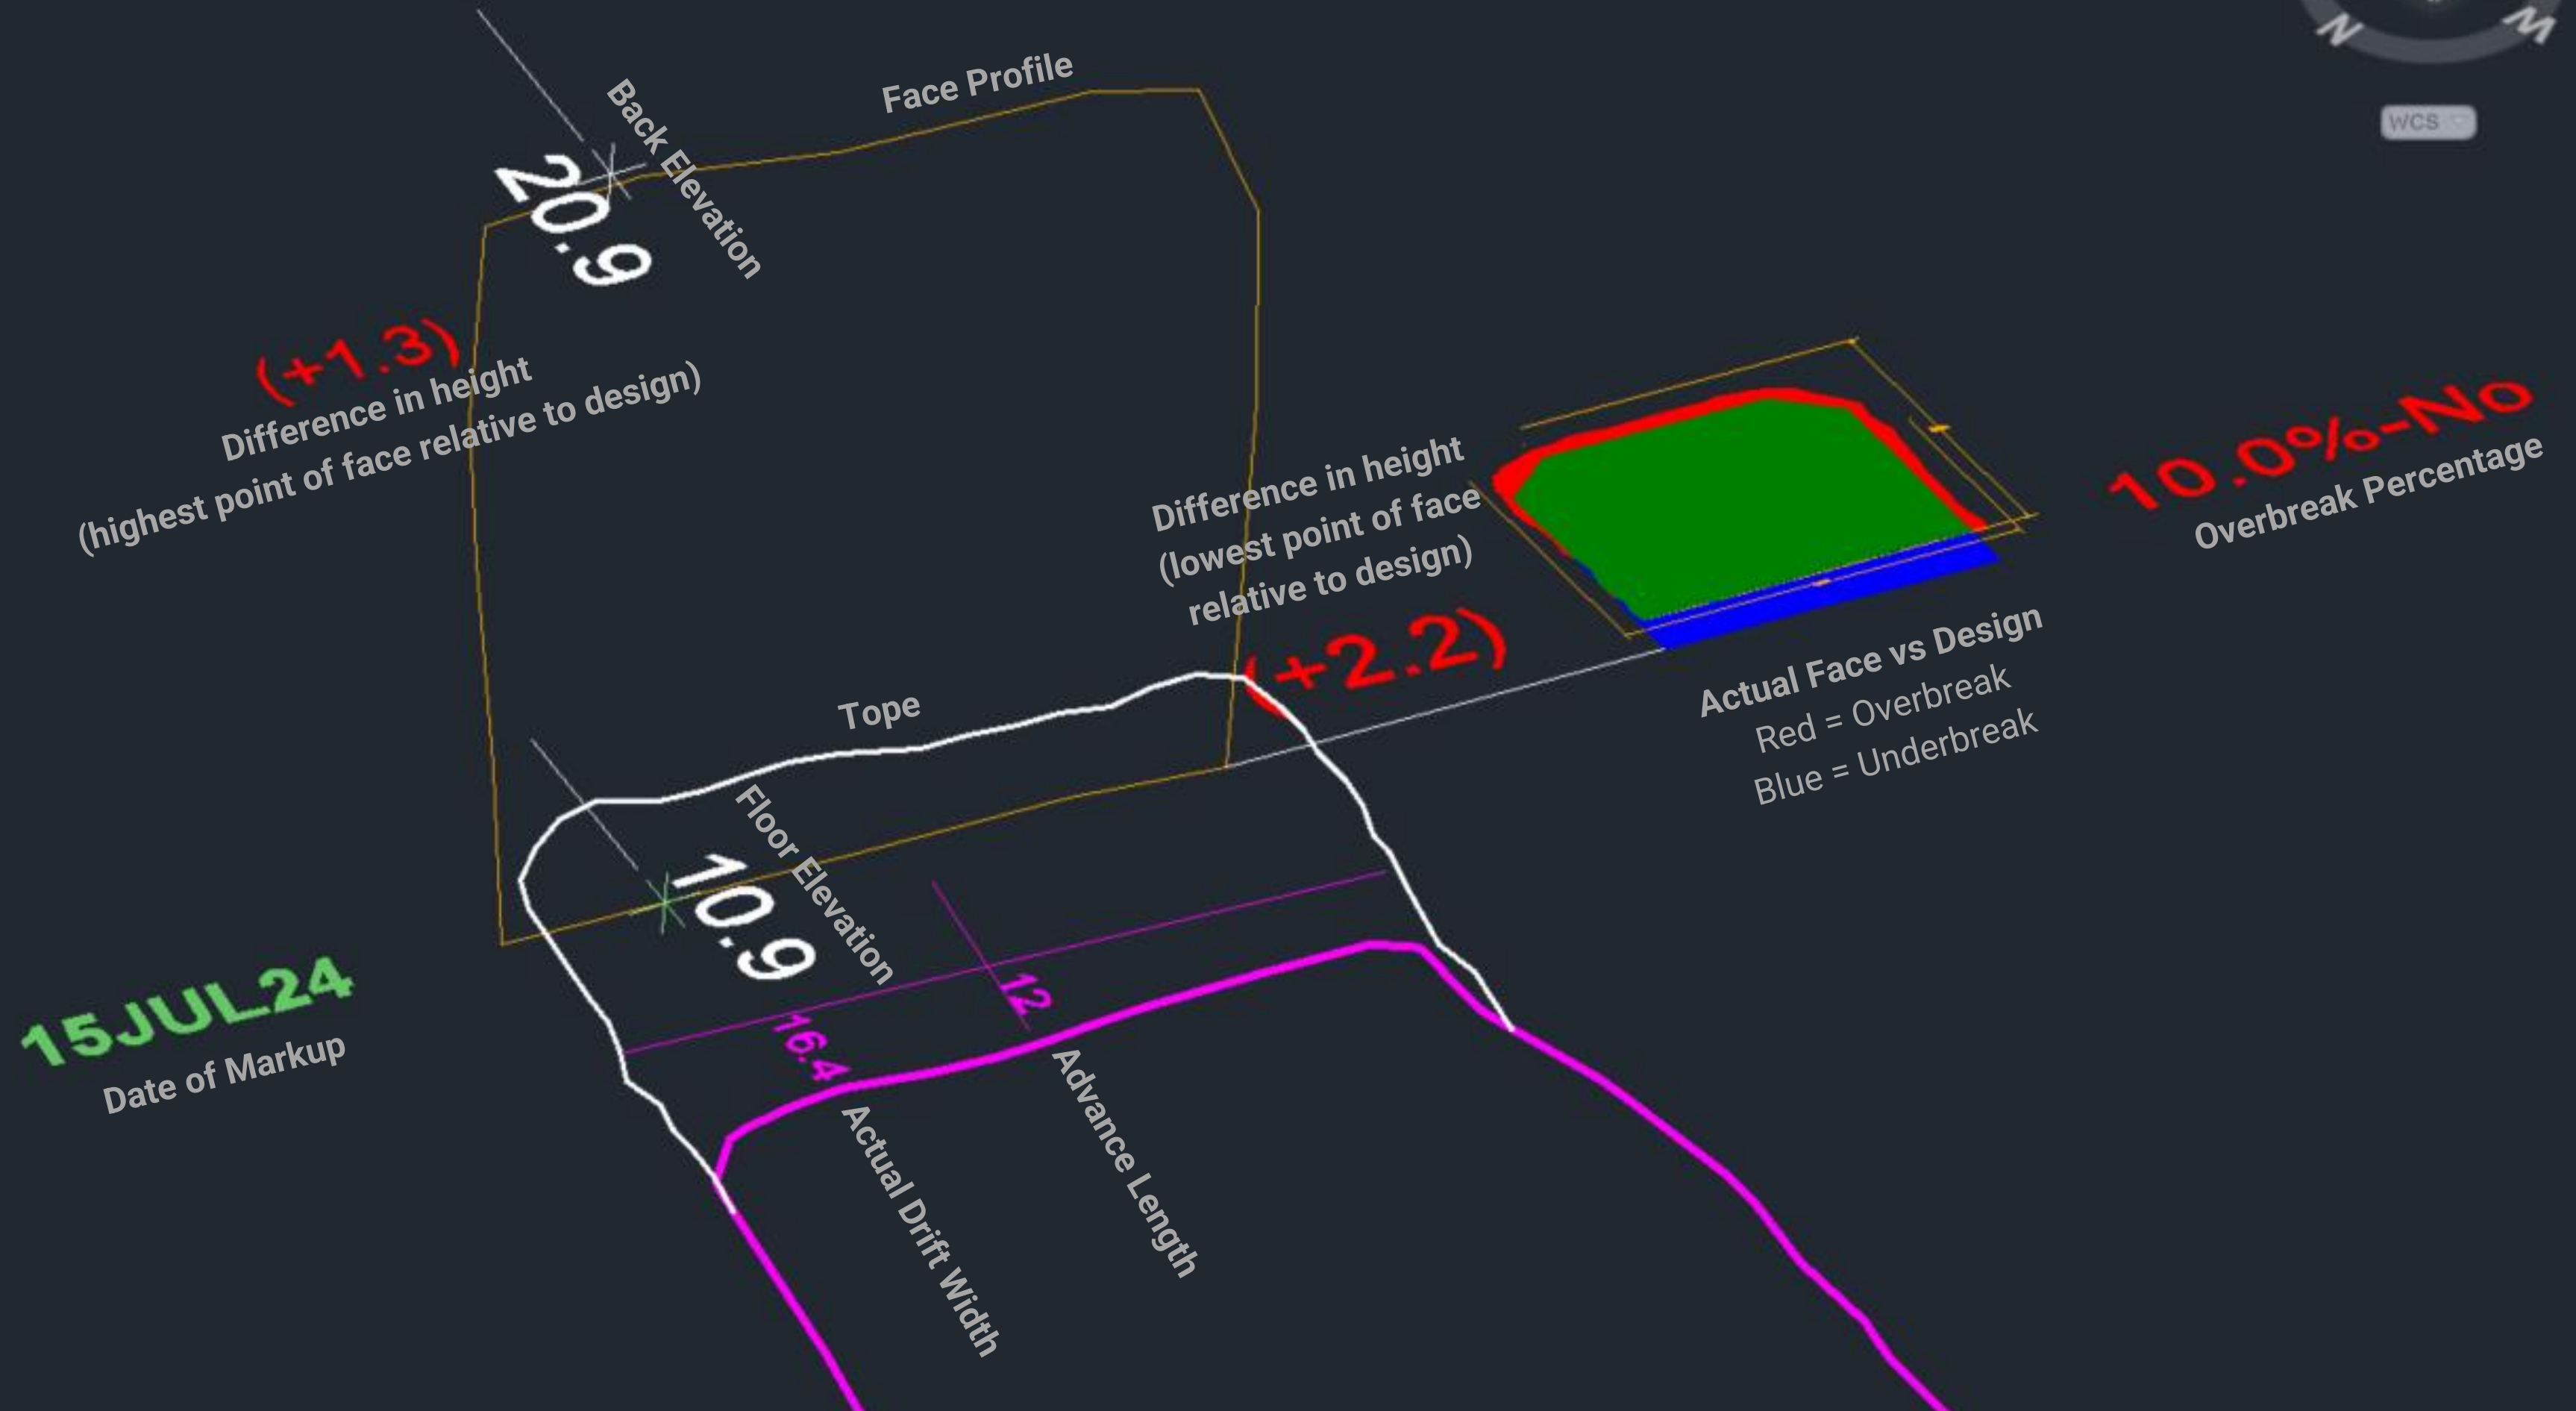 N
W
WCS
Face Profile
Back Elevation
20.9
(+1.3)
Difference in height
(highest point of face relative to design)
Difference in height
(lowest point of face
relative to design)
(+2.2)
10.0%-No
Overbreak Percentage
Actual Face vs Design
Red = Overbreak
Blue = Underbreak
Tope
Floor Elevation
10.9
12
16.4
Advance Length
Actual Drift Width
15JUL24
Date of Markup